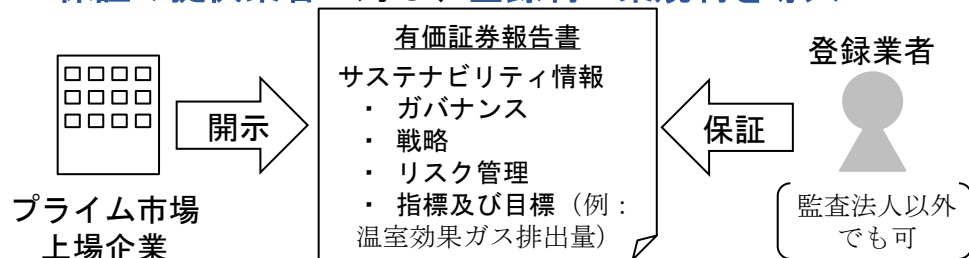 有価証券報告書
サステナビリティ情報
・ ガバナンス
・ 戦略
・ リスク管理
・ 指標及び目標（例：
温室効果ガス排出量）
開示
保証
プライム市場
上場企業
登録業者
監査法人以外
でも可